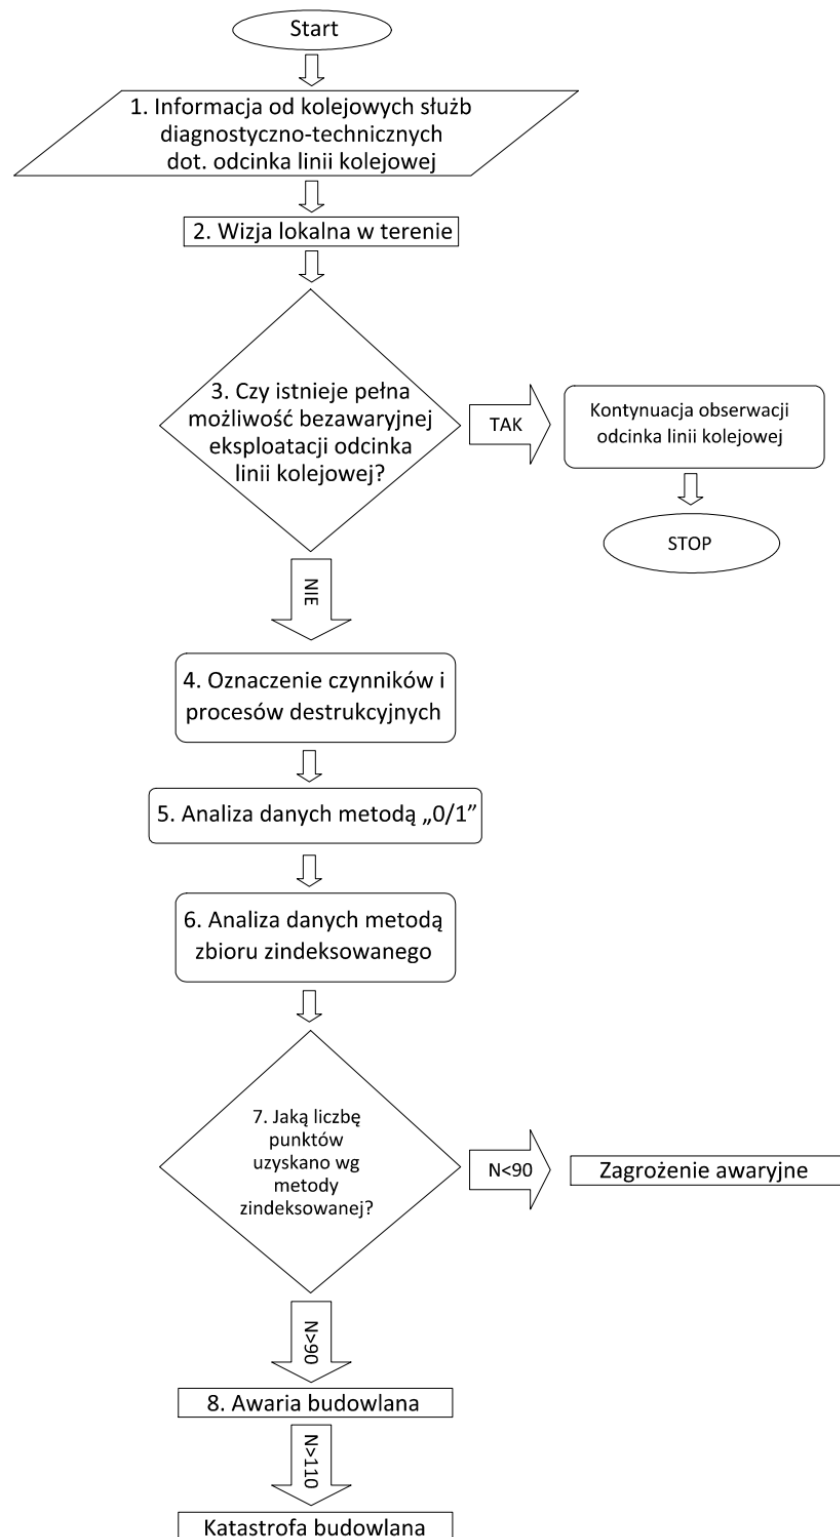 Start
1. Informacja od kolejowych służb
diagnostyczno-technicznych
dot. odcinka linii kolejowej
2. Wizja lokalna w terenie
3. Czy istnieje pełna
możliwość bezawaryjnej
eksploatacji odcinka
linii kolejowej?
TAK
Kontynuacja obserwacji
odcinka linii kolejowej
STOP
NIE
4. Oznaczenie czynników i
procesów destrukcyjnych
5. Analiza danych metodą „0/1”
6. Analiza danych metodą
zbioru zindeksowanego
7. Jaką liczbę
punktów
uzyskano wg
metody
zindeksowanej?
N<90
Zagrożenie awaryjne
N>90
8. Awaria budowlana
N>110
Katastrofa budowlana